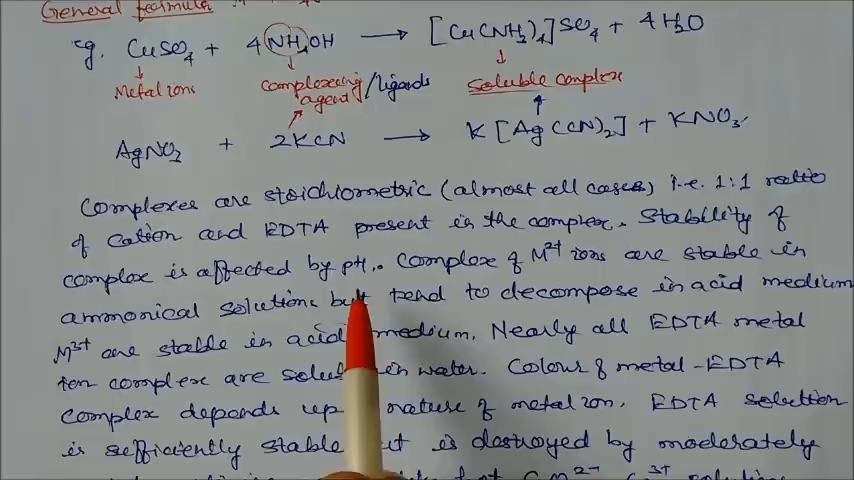 General formula
eg. CuSO4 + 4NH4OH → [Cu(NH3)4]SO4 + 4H2O
Metal ions complexing agent/ligands soluble complex
AgNO3 + 2KCN → K[Ag(CN)2] + KNO3
Complexes are stoichiometric (almost all cases) i.e. 1:1 ratio
of cation and EDTA present in the complex. Stability of
complex is affected by pH. Complex of M2+ ions are stable in
ammonical solutions but tend to decompose in acid medium
M3+ are stable in acid medium. Nearly all EDTA metal
ion complex are solub in water. Colour of metal-EDTA
complex depends up nature of metal ion. EDTA solution
is sufficiently stable but is destroyed by moderately